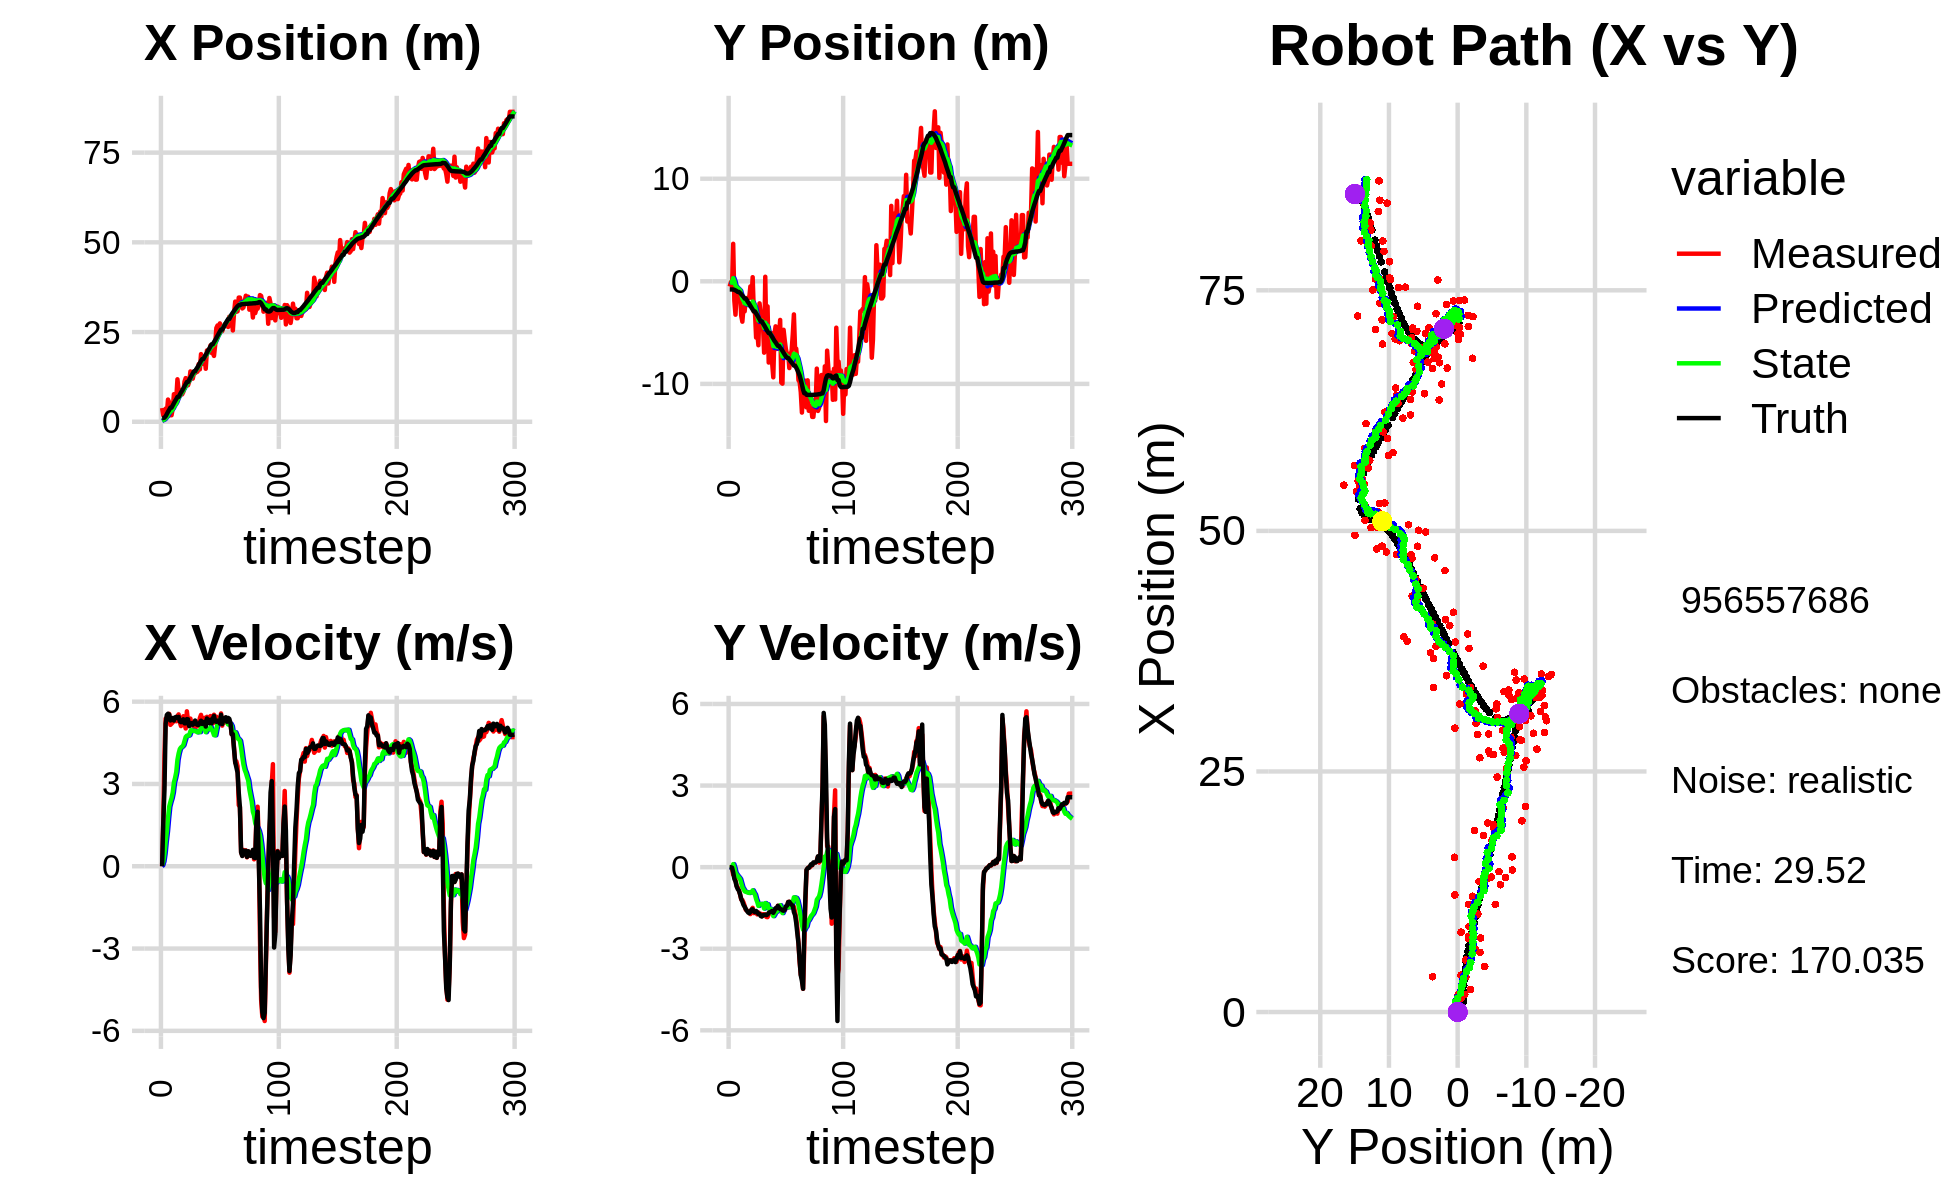 X Position (m)
75
50
25
0
0
100
200
300
timestep
Y Position (m)
10
0
-10
0
100
200
300
timestep
X Velocity (m/s)
6
3
0
-3
-6
0
100
200
300
timestep
Y Velocity (m/s)
6
3
0
-3
-6
0
100
200
300
timestep
Robot Path (X vs Y)
X Position (m)
75
50
25
0
20 10 0 -10 -20
Y Position (m)
variable
Measured
Predicted
State
Truth
956557686
Obstacles: none
Noise: realistic
Time: 29.52
Score: 170.035